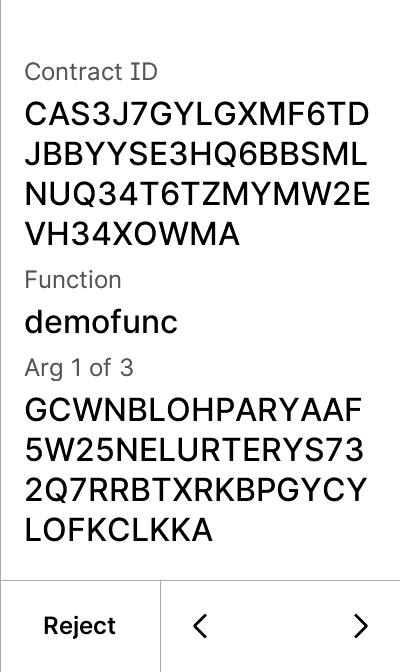 Contract ID
CAS3J7GYLGXMF6TD
JBBYYSE3HQ6BBSML
NUQ34T6TZMYMW2E
VH34XOWMA
Function
demofunc
Arg 1 of 3
GCWNBLOHPARYAAF
5W25NELURTERYS73
2Q7RRBTXRKBPGYCY
LOFKCLKKA
Reject